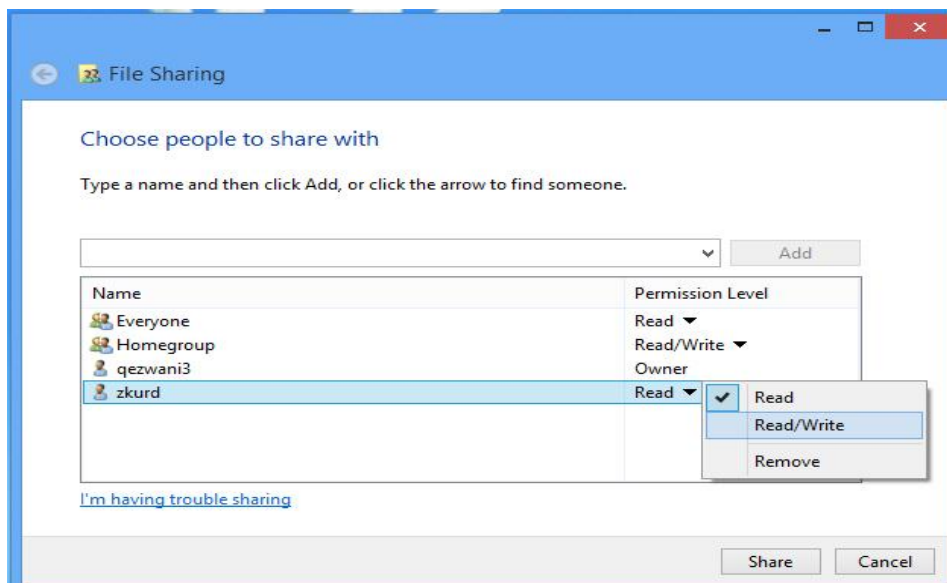 File Sharing
Choose people to share with
Type a name and then click Add, or click the arrow to find someone.
Add
Name Permission Level
Everyone Read
Homegroup Read/Write
qezwani3 Owner
zkurd Read
Read
Read/Write
Remove
I'm having trouble sharing
Share Cancel